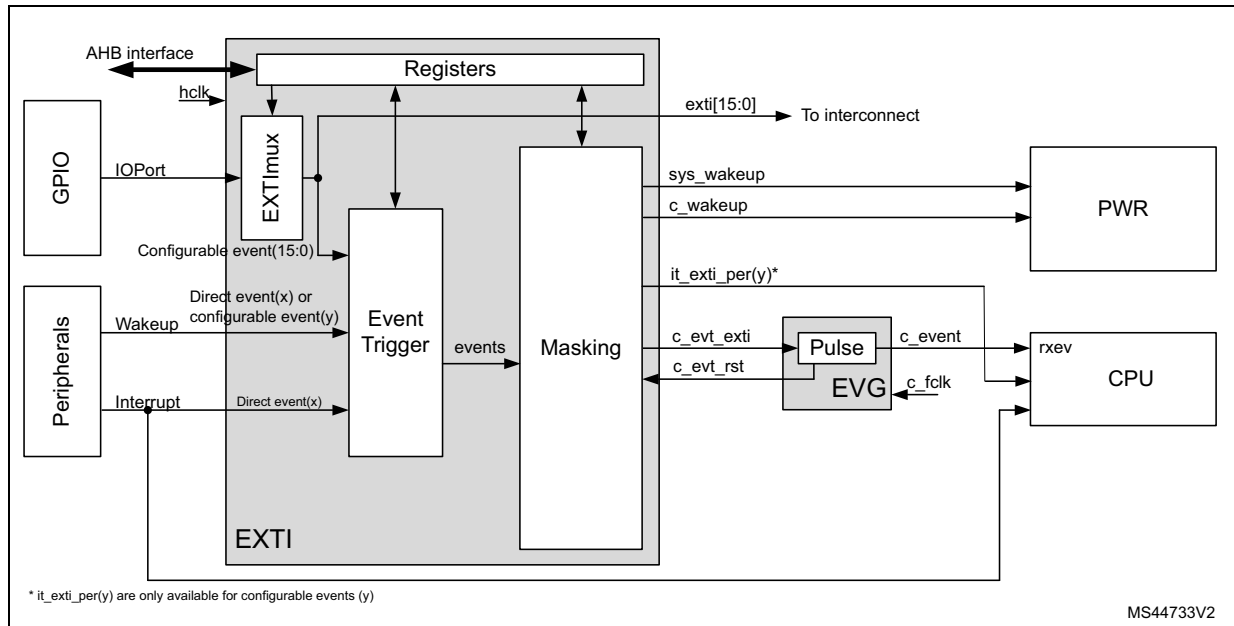 AHB interface
Registers
hclk
exti[15:0]
To interconnect
GPIO
IOPort
EXTImux
sys_wakeup
c_wakeup
PWR
Configurable event(15:0)
it_exti_per(y)*
Direct event(x) or
configurable event(y)
Peripherals
Wakeup
Event
Trigger
events
Masking
c_evt_exti
Pulse
c_event
rxev
CPU
c_evt_rst
EVG
c_fclk
Interrupt
Direct event(x)
EXTI
* it_exti_per(y) are only available for configurable events (y)
MS44733V2